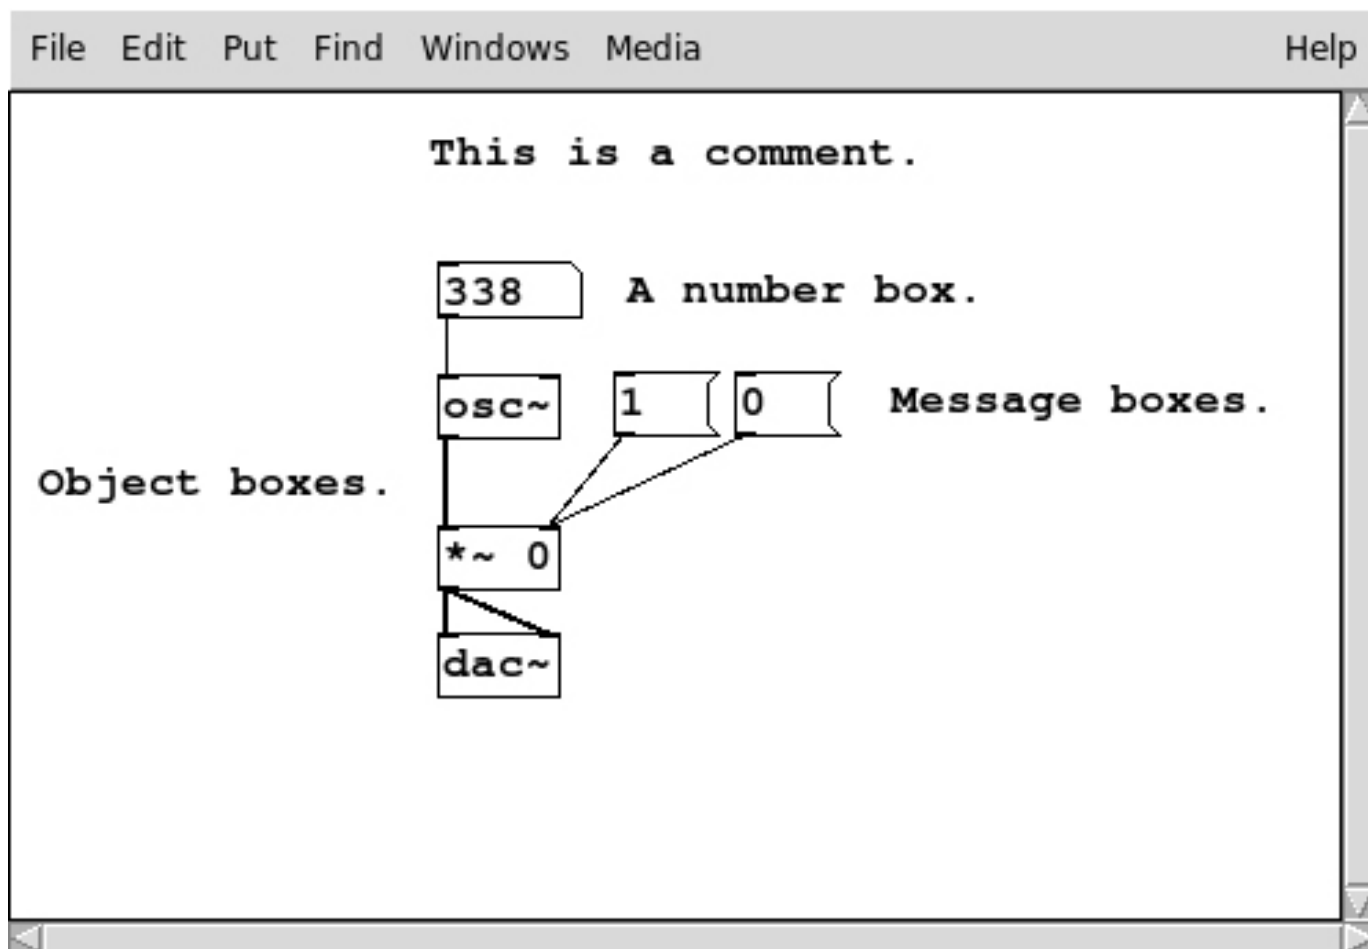 File Edit Put Find Windows Media Help
This is a comment.
338 A number box.
osc~ 1 0 Message boxes.
Object boxes.
*~ 0
dac~